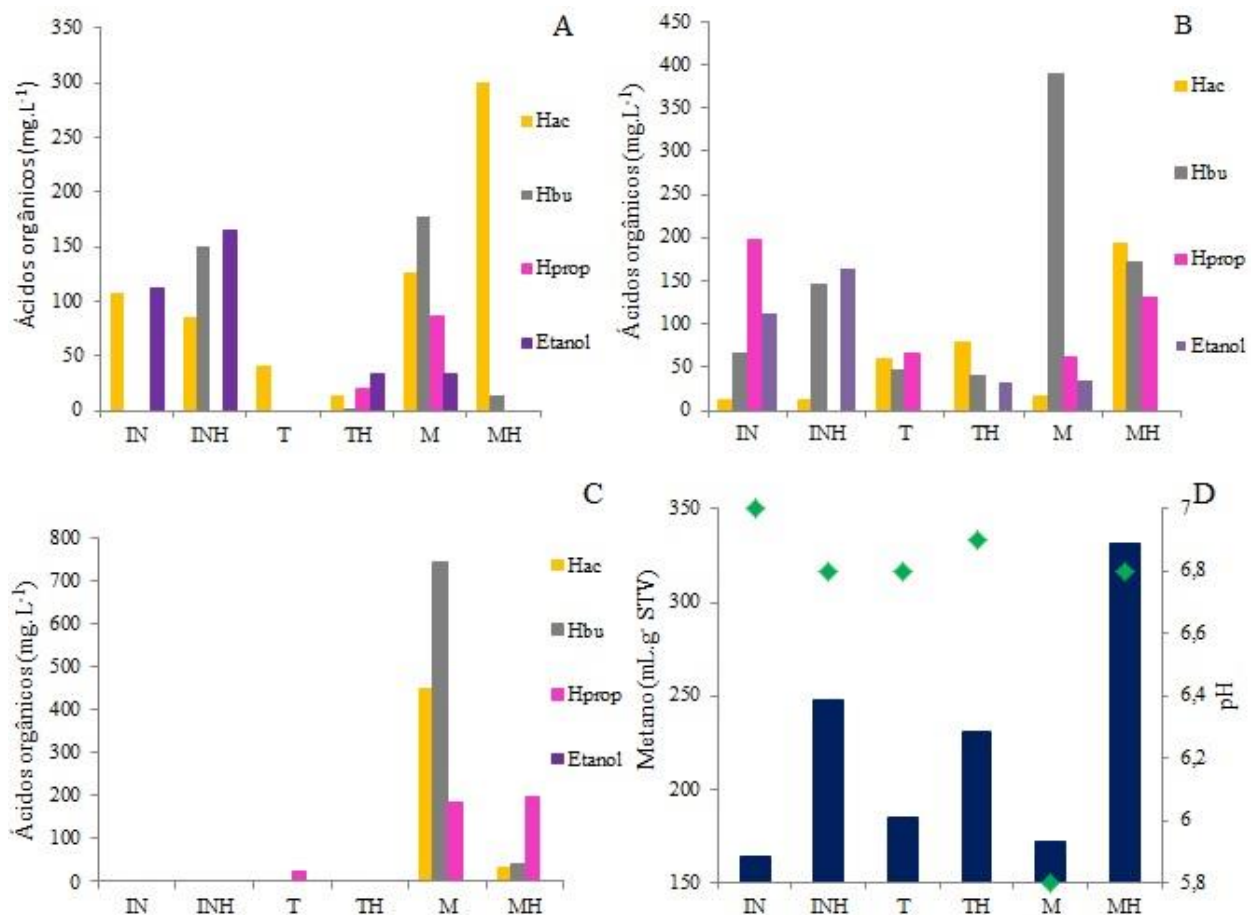 A
Ácidos orgânicos (mg.L-1)
350
300
250
200
150
100
50
0
IN INH T TH M MH
Hac
Hbu
Hprop
Etanol
B
Ácidos orgânicos (mg.L-1)
450
400
350
300
250
200
150
100
50
0
IN INH T TH M MH
Hac
Hbu
Hprop
Etanol
C
Ácidos orgânicos (mg. L-1)
800
700
600
500
400
300
200
100
0
IN INH T TH M MH
Hac
Hbu
Hprop
Etanol
D
Metano (mL.g- STV)
350
300
250
200
150
IN INH T TH M MH
7
6,8
6,6
6,4
6,2
6
5,8
pH